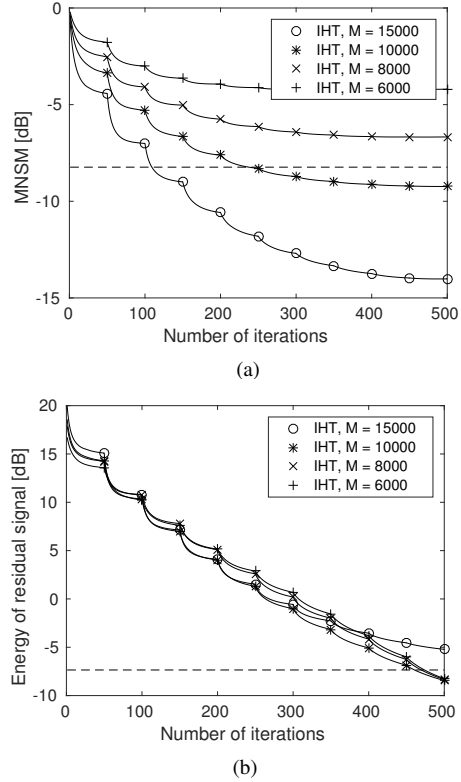 0
-5
-10
-15
MNSM [dB]
IHT, M = 15000
IHT, M = 10000
IHT, M = 8000
IHT, M = 6000
0 100 200 300 400 500
Number of iterations
(a)
20
15
10
5
0
-5
-10
Energy of residual signal [dB]
IHT, M = 15000
IHT, M = 10000
IHT, M = 8000
IHT, M = 6000
0 100 200 300 400 500
Number of iterations
(b)